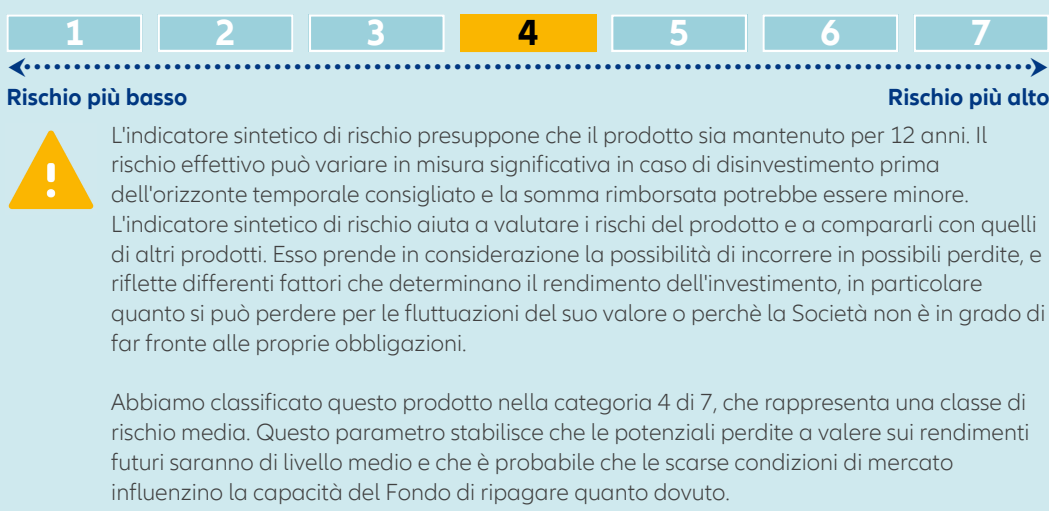 1 2 3 4 5 6 7
Rischio più basso Rischio più alto
L'indicatore sintetico di rischio presuppone che il prodotto sia mantenuto per 12 anni. Il
rischio effettivo può variare in misura significativa in caso di disinvestimento prima
dell'orizzonte temporale consigliato e la somma rimborsata potrebbe essere minore.
L'indicatore sintetico di rischio aiuta a valutare i rischi del prodotto e a compararli con quelli
di altri prodotti. Esso prende in considerazione la possibilità di incorrere in possibili perdite, e
riflette differenti fattori che determinano il rendimento dell'investimento, in particolare
quanto si può perdere per le fluttuazioni del suo valore o perchè la Società non è in grado di
far fronte alle proprie obbligazioni.
Abbiamo classificato questo prodotto nella categoria 4 di 7, che rappresenta una classe di
rischio media. Questo parametro stabilisce che le potenziali perdite a valere sui rendimenti
futuri saranno di livello medio e che è probabile che le scarse condizioni di mercato
influenzino la capacità del Fondo di ripagare quanto dovuto.